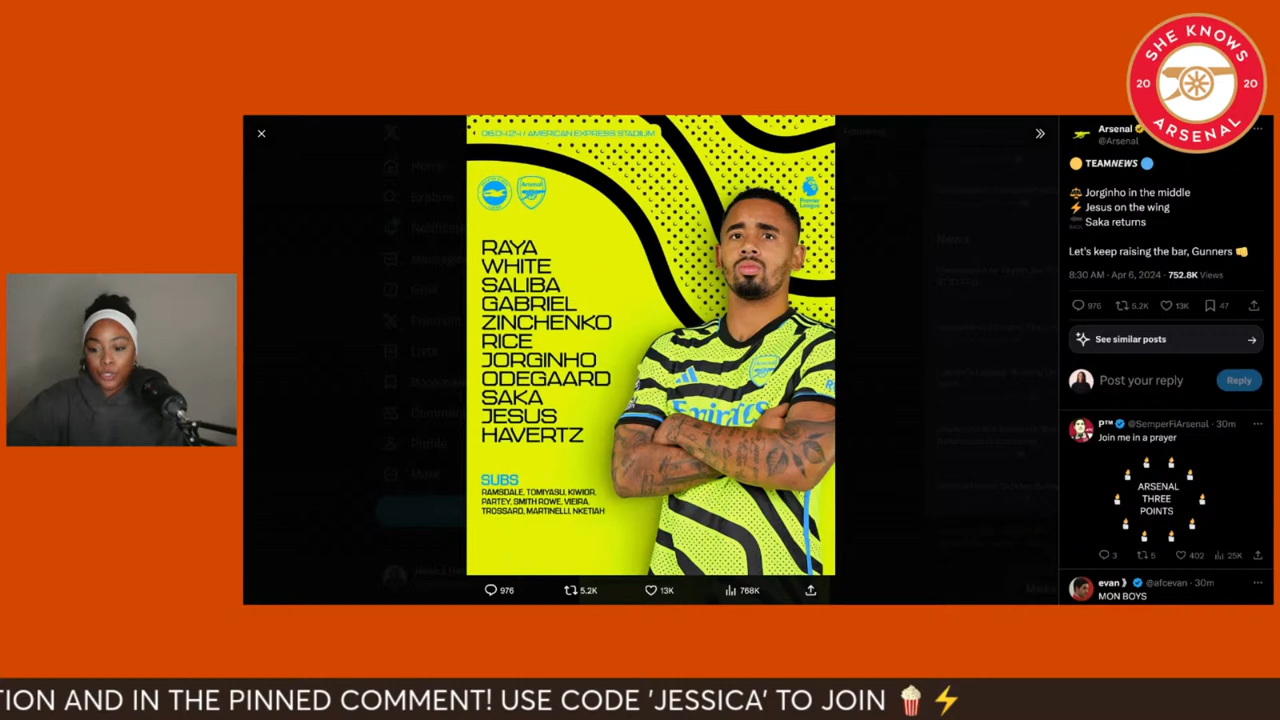 SHE KNOWS
20 20
ARSENAL
06.04.24 / AMERICAN EXPRESS STADIUM
Arsenal
Premier
League
RAYA
WHITE
SALIBA
GABRIEL
ZINCHENKO
RICE
JORGINHO
ODEGAARD
SAKA
JESUS
HAVERTZ
SUBS
RAMSDALE, TOMIYASU, KIWIOR,
PARTEY, SMITH ROWE, VIEIRA,
TROSSARD, MARTINELLI, NKETIAH
Emirates
976 5.2K 13K 768K
Arsenal
@Arsenal
TEAMNEWS
Jorginho in the middle
Jesus on the wing
Saka returns
Let's keep raising the bar, Gunners
8:30 AM · Apr 6, 2024 · 752.8K Views
976 5.2K 13K 47
See similar posts
Post your reply Reply
P™ @SemperFiArsenal · 30m
Join me in a prayer
ARSENAL
THREE
POINTS
3 5 402 25K
evan @afcevan · 30m
MON BOYS
TION AND IN THE PINNED COMMENT! USE CODE 'JESSICA' TO JOIN 🍿 ⚡